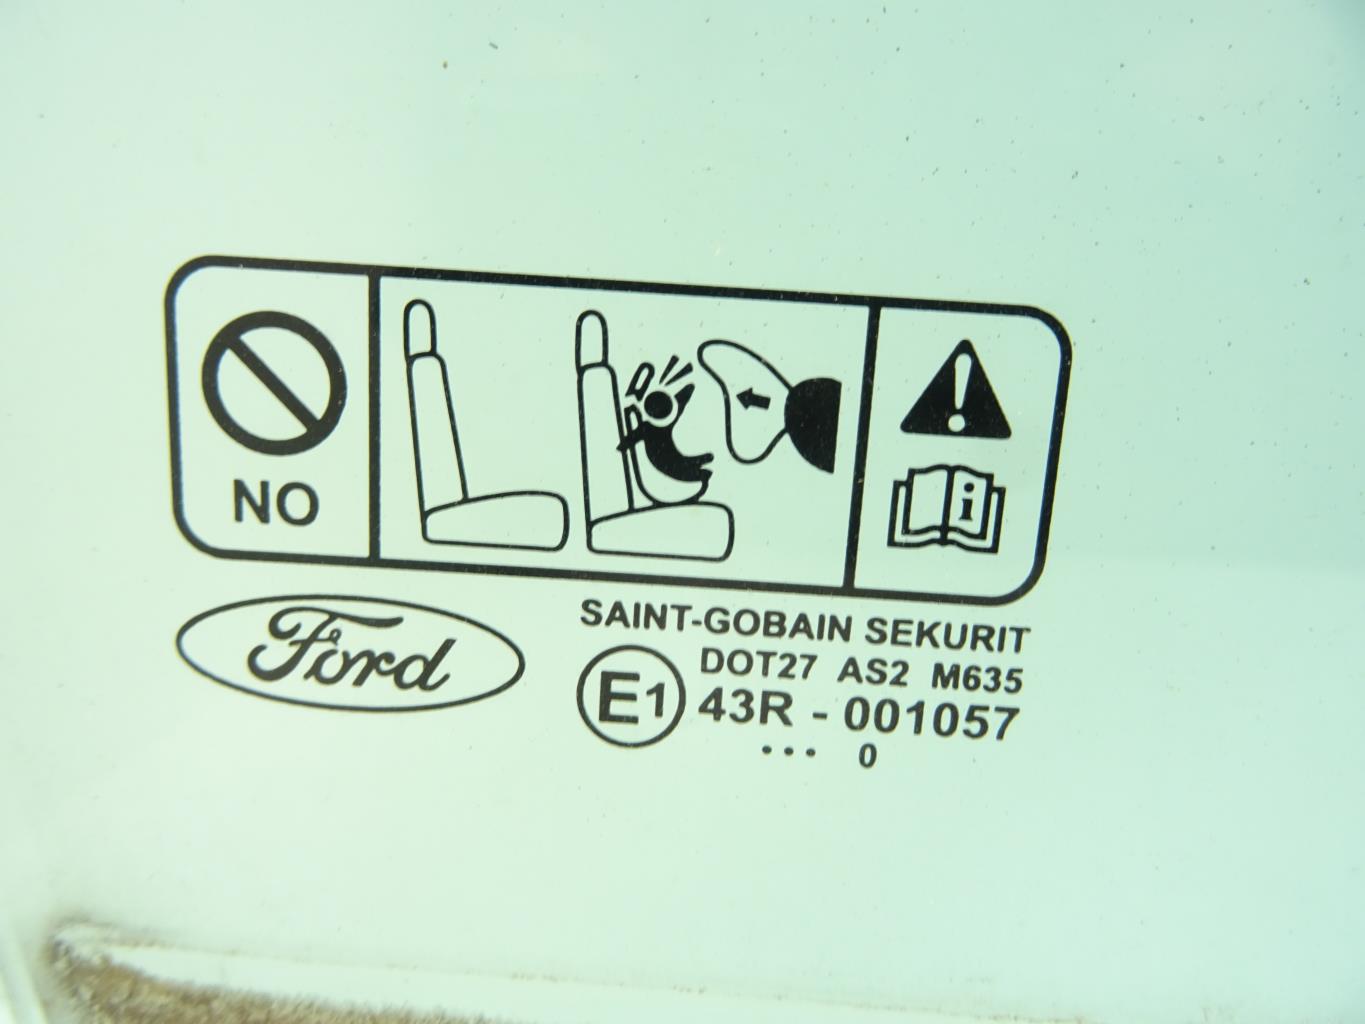 NO
i
Ford
SAINT-GOBAIN SEKURIT
DOT27 AS2 M635
E1 43R - 001057
... 0